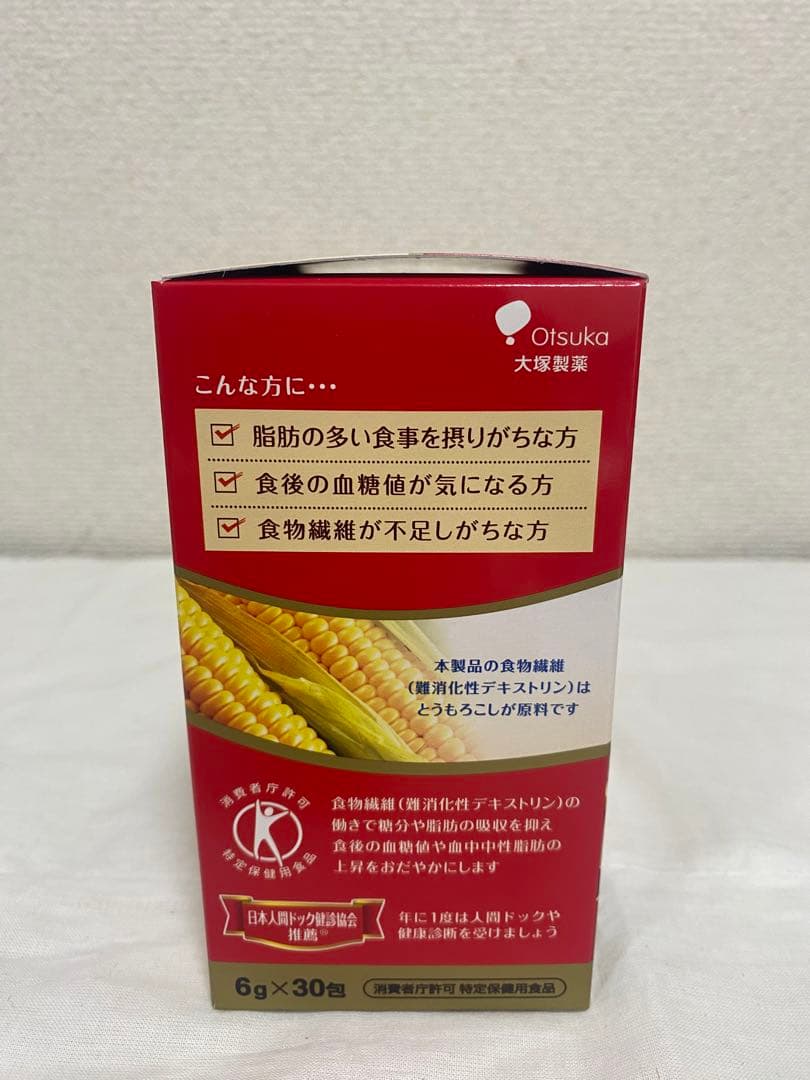 Otsuka
大塚製薬
こんな方に･･･
脂肪の多い食事を摂りがちな方
食後の血糖値が気になる方
食物繊維が不足しがちな方
本製品の食物繊維
(難消化性デキストリン)は
とうもろこしが原料です
消費者庁許可
特定保健用食品
食物繊維(難消化性デキストリン)の
働きで糖分や脂肪の吸収を抑え
食後の血糖値や血中中性脂肪の
上昇をおだやかにします
日本人間ドック健診協会
推薦®
年に1度は人間ドックや
健康診断を受けましょう
6g×30包
消費者庁許可 特定保健用食品